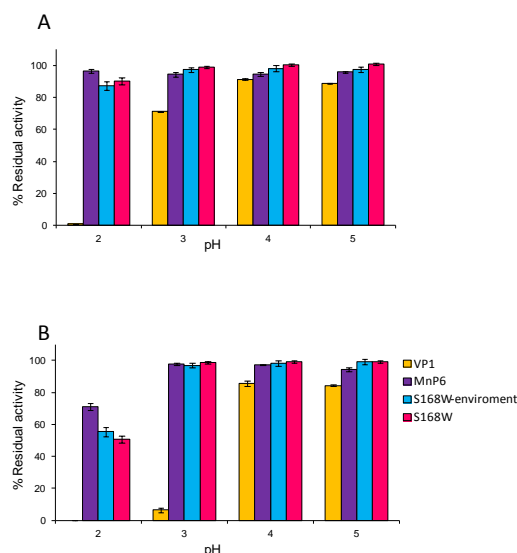 A
% Residual activity
100
80
60
40
20
0
2 3 4 5
pH
B
% Residual activity
100
80
60
40
20
0
2 3 4 5
pH
VP1
MnP6
S168W-enviroment
S168W